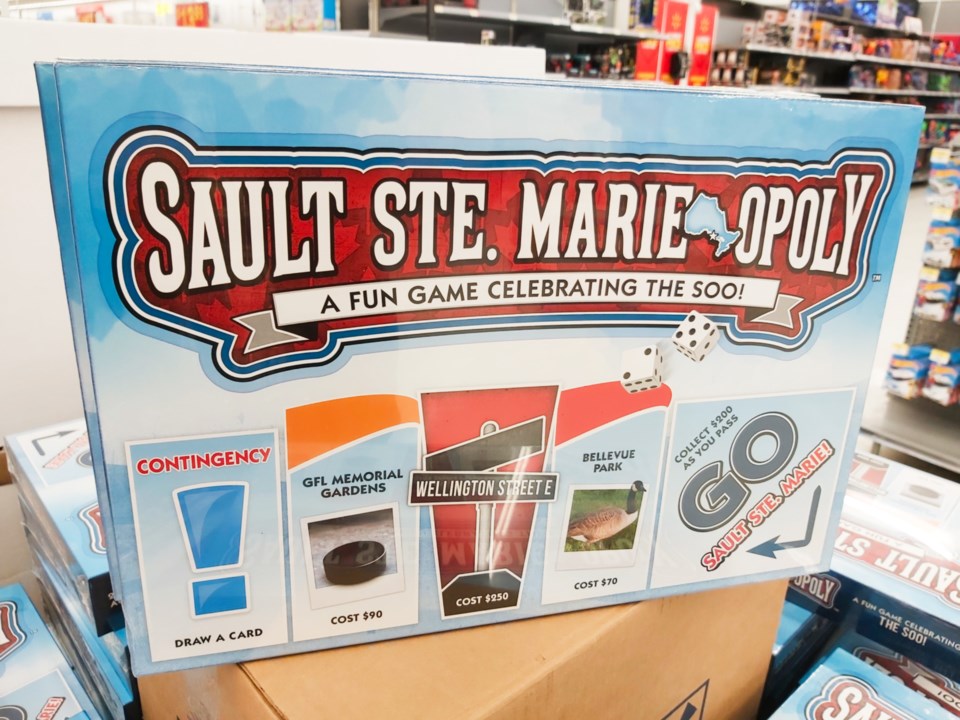 SAULT STE. MARIE OPOLY
TM
A FUN GAME CELEBRATING THE SOO!
CONTINGENCY
!
DRAW A CARD
GFL MEMORIAL
GARDENS
COST $90
WELLINGTON STREET E
COST $250
BELLEVUE
PARK
COST $70
COLLECT $200
AS YOU PASS
GO
SAULT STE. MARIE!
OPOLY
A FUN GAME CELEBRATING
THE SOO!